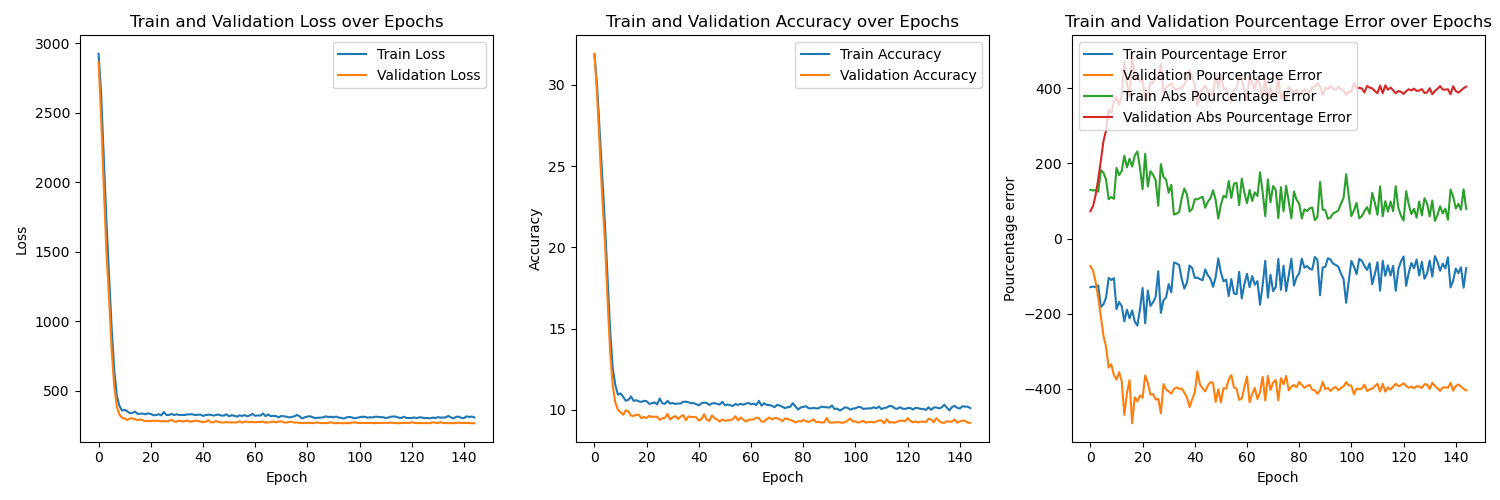 Train and Validation Loss over Epochs
3000
2500
2000
1500
1000
500
0 20 40 60 80 100 120 140
Loss
Epoch
Train Loss
Validation Loss
Train and Validation Accuracy over Epochs
30
25
20
15
10
0 20 40 60 80 100 120 140
Accuracy
Epoch
Train Accuracy
Validation Accuracy
Train and Validation Pourcentage Error over Epochs
400
200
0
−200
−400
0 20 40 60 80 100 120 140
Pourcentage error
Epoch
Train Pourcentage Error
Validation Pourcentage Error
Train Abs Pourcentage Error
Validation Abs Pourcentage Error